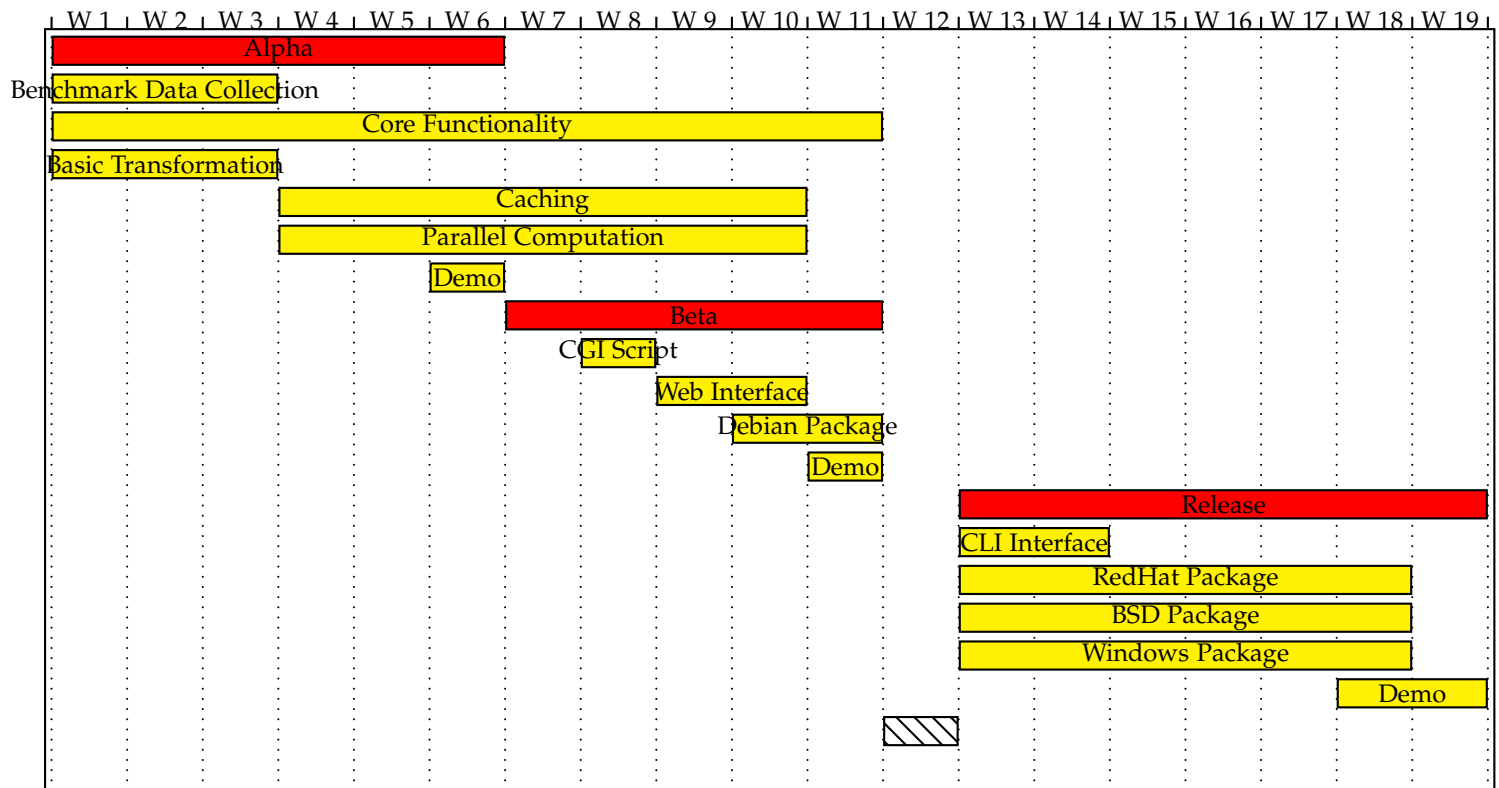 W 1 W 2 W 3 W 4 W 5 W 6 W 7 W 8 W 9 W 10 W 11 W 12 W 13 W 14 W 15 W 16 W 17 W 18 W 19
Alpha
Benchmark Data Collection
Core Functionality
Basic Transformation
Caching
Parallel Computation
Demo
Beta
CGI Script
Web Interface
Debian Package
Demo
Release
CLI Interface
RedHat Package
BSD Package
Windows Package
Demo